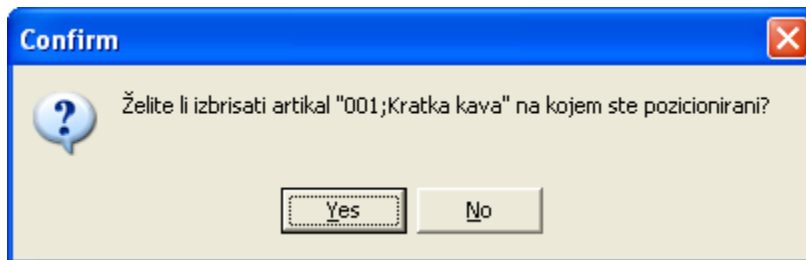 Confirm
Želite li izbrisati artikal "001;Kratka kava" na kojem ste pozicionirani?
Yes
No